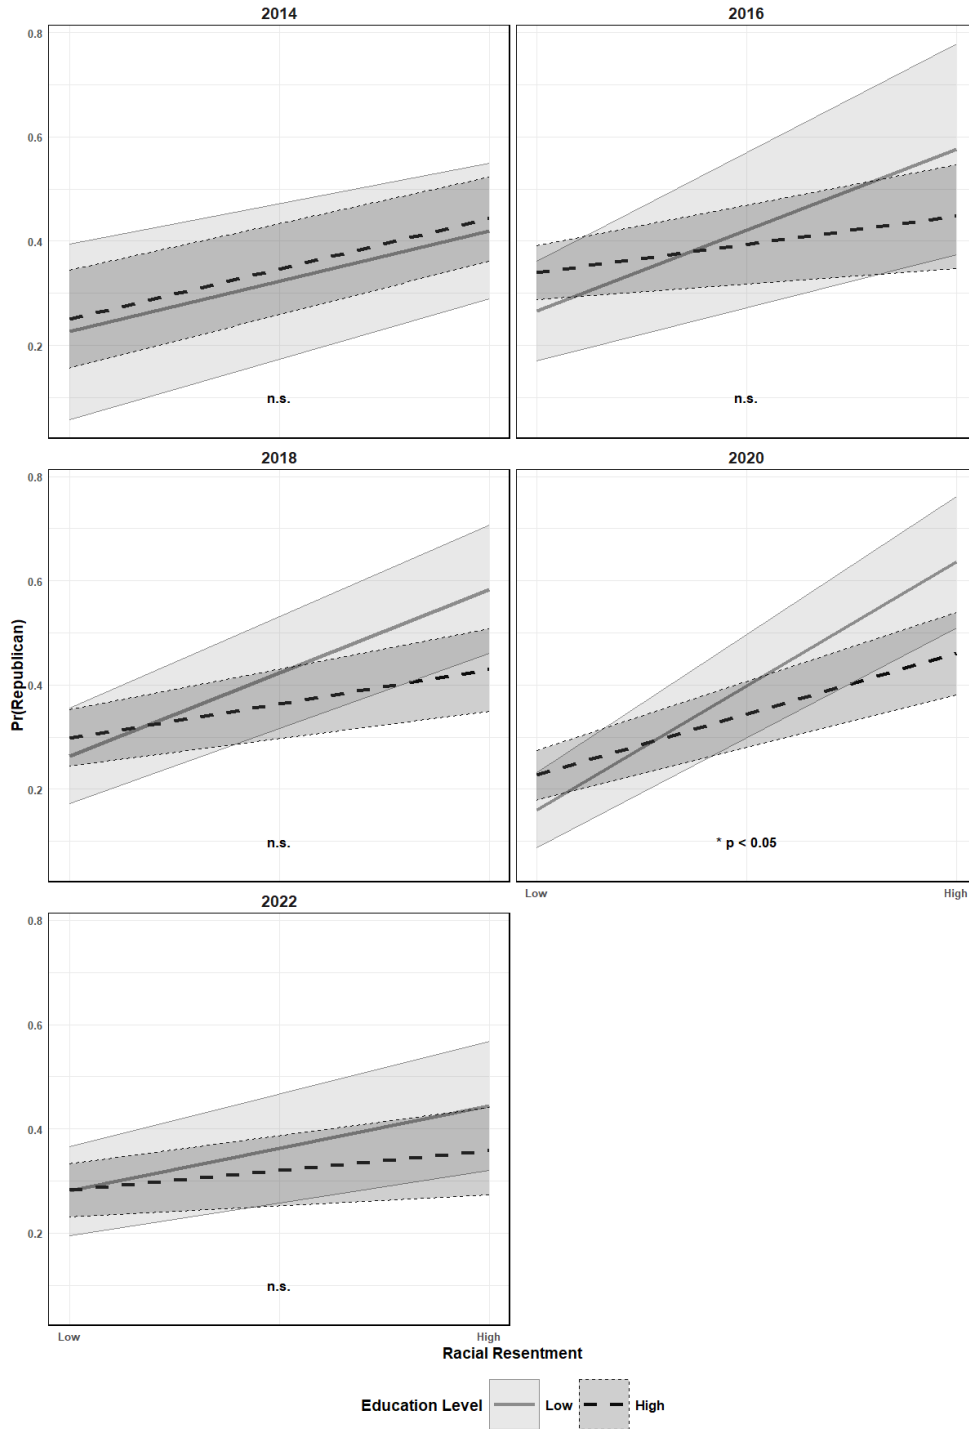 2014
2016
0.8
0.6
0.4
0.2
n.s.
n.s.
2018
2020
0.8
0.6
0.4
0.2
n.s.
* p < 0.05
Low
High
2022
0.8
0.6
0.4
0.2
n.s.
Low
High
Pr(Republican)
Racial Resentment
Education Level Low High